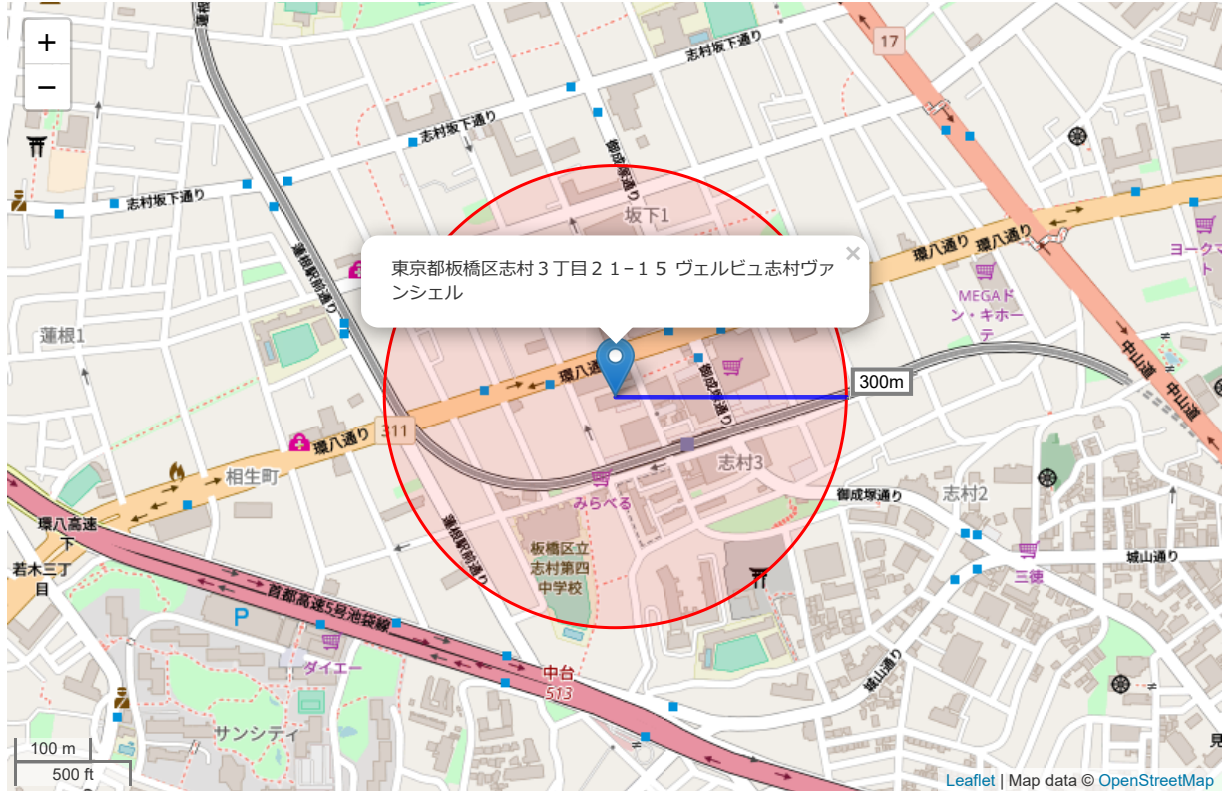 +
−
蓮根
志村坂下通り
17
志村坂下通り
御成塚通り
志村坂下通り
坂下1
環八通り
環八通り
ヨークマ
ート
蓮根駅前通り
東京都板橋区志村３丁目２１−１５ ヴェルビュ志村ヴァ
ンシェル
×
MEGAド
ン・キホー
テ
蓮根1
中山道
中山道
環八通
御成塚通り
300m
311
環八通り
相生町
志村3
みらべる
御成塚通り
志村2
蓮根駅前通り
環八高速
下
板橋区立
志村第四
中学校
若木三丁
目
三徳
城山通り
首都高速5号池袋線
P
ダイエー
中台
513
城山通り
サンシティ
見
100 m
500 ft
Leaflet | Map data © OpenStreetMap